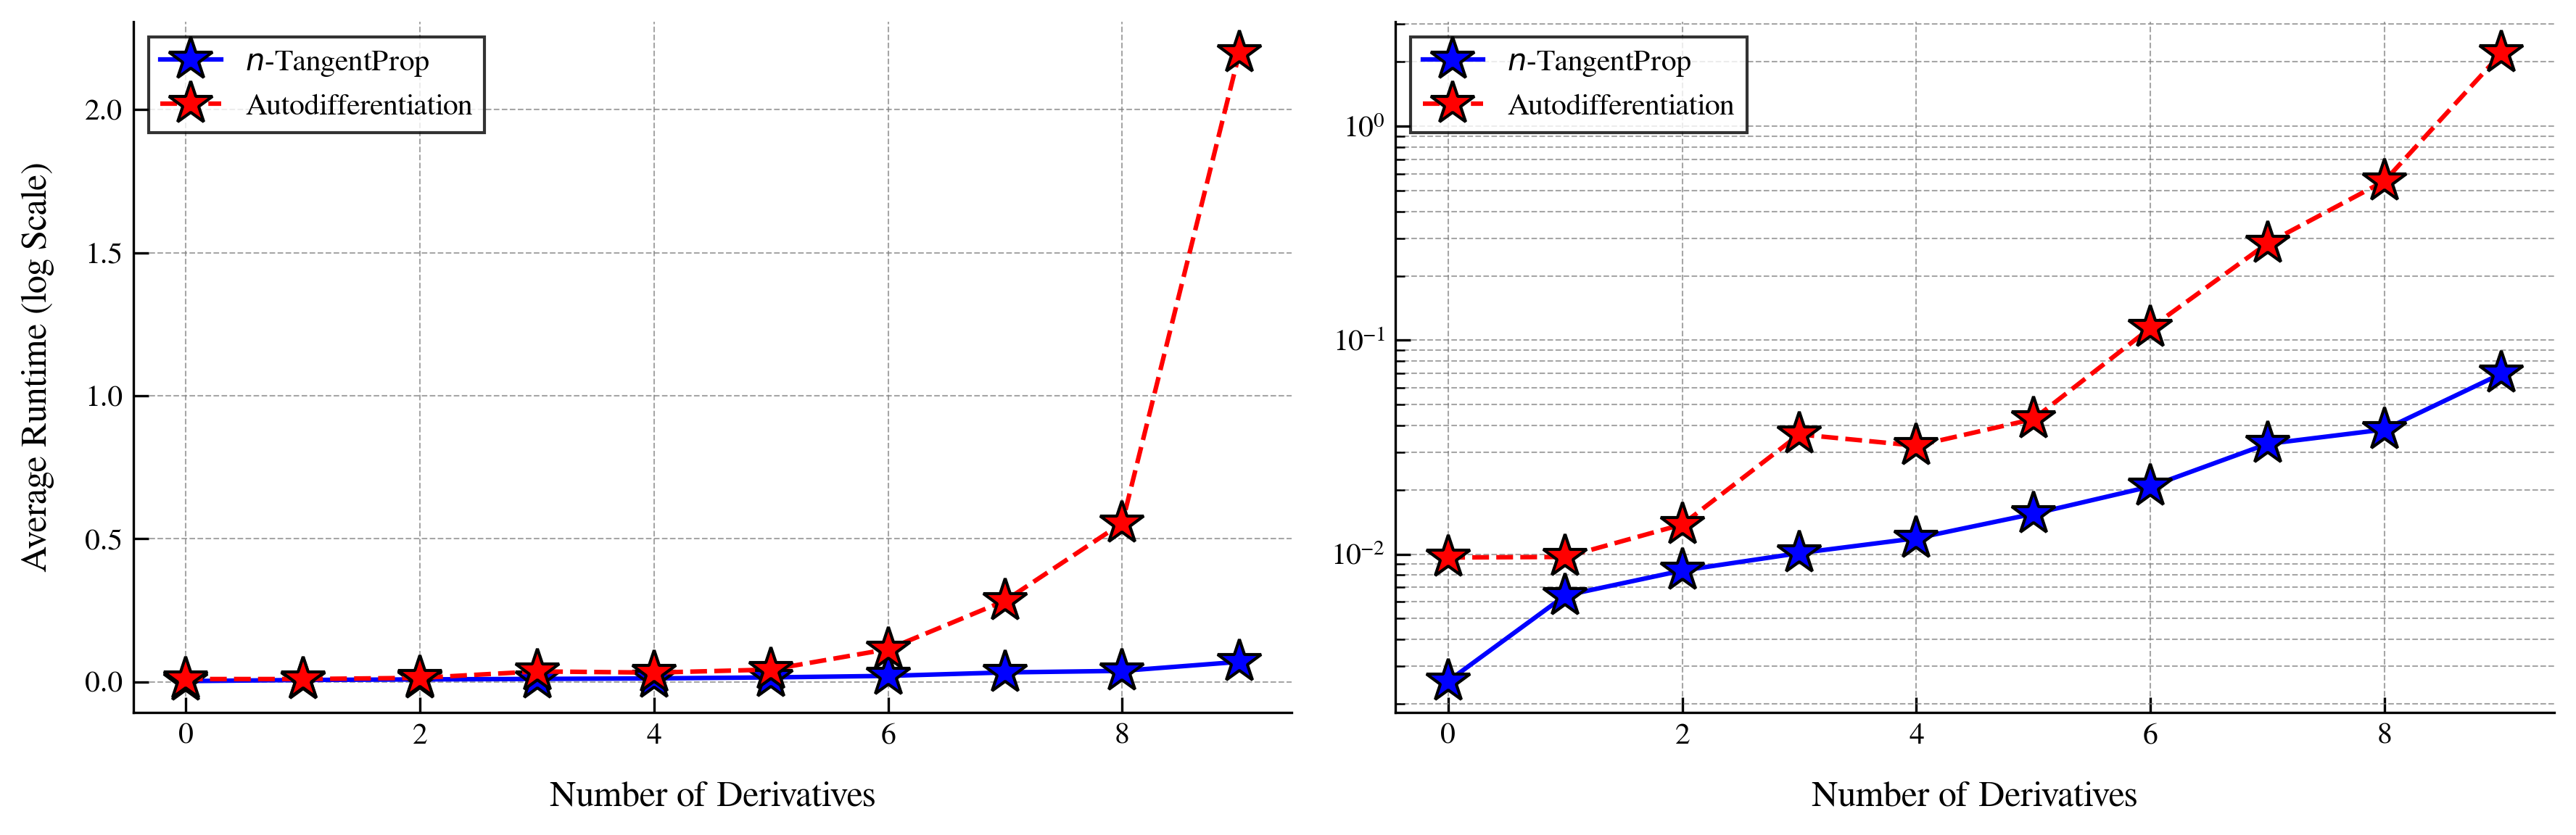 n-TangentProp
Autodifferentiation
Average Runtime (log Scale)
2.0
1.5
1.0
0.5
0.0
0 2 4 6 8
Number of Derivatives
n-TangentProp
Autodifferentiation
10⁰
10⁻¹
10⁻²
0 2 4 6 8
Number of Derivatives